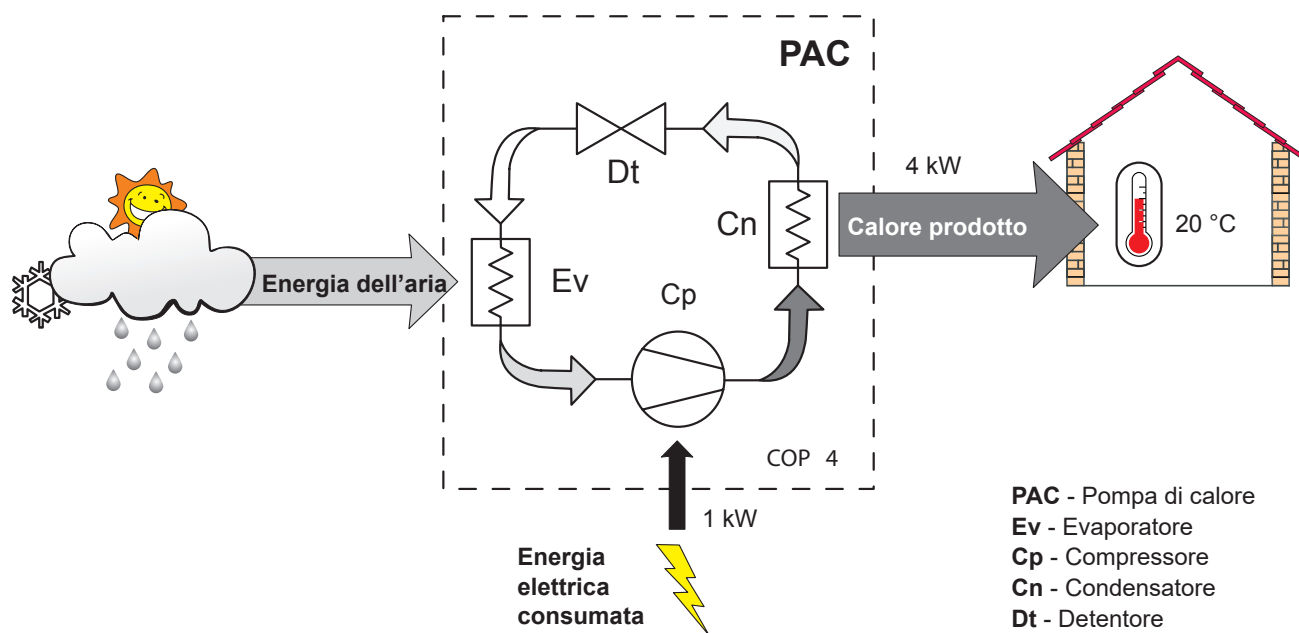 PAC
Dt
4 kW
Cn
Calore prodotto
20 °C
Energia dell'aria
Ev
Cp
COP 4
1 kW
Energia
elettrica
consumata
PAC - Pompa di calore
Ev - Evaporatore
Cp - Compressore
Cn - Condensatore
Dt - Detentore